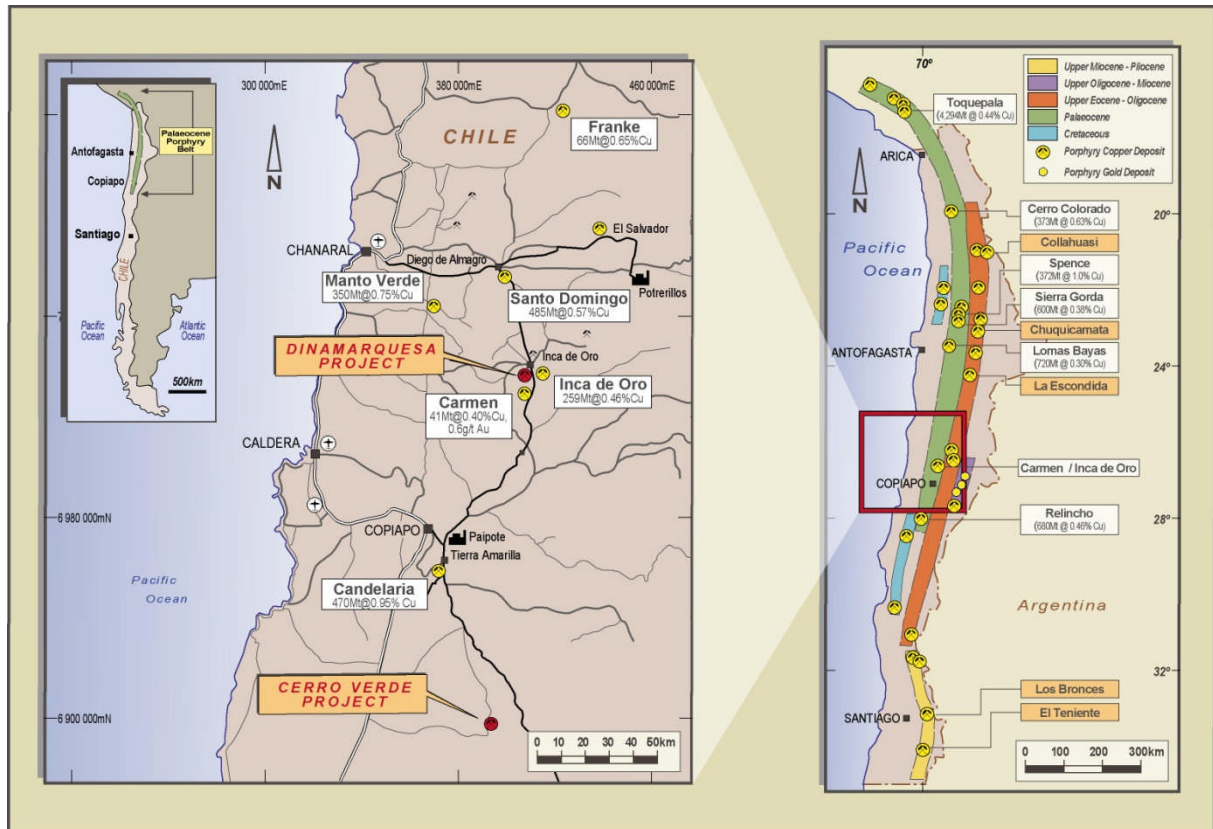 Palaeocene
Porphyry
Belt
Antofagasta
Copiapo
Santiago
CHILE
Pacific
Ocean
Atlantic
Ocean
500km
300 000mE
380 000mE
460 000mE
N
CHILE
Franke
66Mt@0.65%Cu
El Salvador
CHANARAL
Diego de Almagro
Potrerillos
Manto Verde
350Mt@0.75%Cu
Santo Domingo
485Mt@0.57%Cu
DINAMARQUESA
PROJECT
Inca de Oro
Inca de Oro
259Mt@0.46%Cu
Carmen
41Mt@0.40%Cu,
0.6g/t Au
CALDERA
6 980 000mN
COPIAPO
Paipote
Tierra Amarilla
Pacific
Ocean
Candelaria
470Mt@0.95% Cu
CERRO VERDE
PROJECT
6 900 000mN
0 10 20 30 40 50km
70°
Upper Miocene - Pliocene
Upper Oligocene - Miocene
Upper Eocene - Oligocene
Palaeocene
Cretaceous
Porphyry Copper Deposit
Porphyry Gold Deposit
Toquepala
(4,294Mt @ 0.44% Cu)
ARICA
N
Pacific
Ocean
20°
Cerro Colorado
(373Mt @ 0.63% Cu)
Collahuasi
Spence
(372Mt @ 1.0% Cu)
Sierra Gorda
(600Mt @ 0.38% Cu)
Chuquicamata
ANTOFAGASTA
Lomas Bayas
(720Mt @ 0.30% Cu)
24°
La Escondida
Carmen / Inca de Oro
COPIAPO
Relincho
(680Mt @ 0.46% Cu)
28°
Argentina
32°
Los Bronces
SANTIAGO
El Teniente
0 100 200 300km